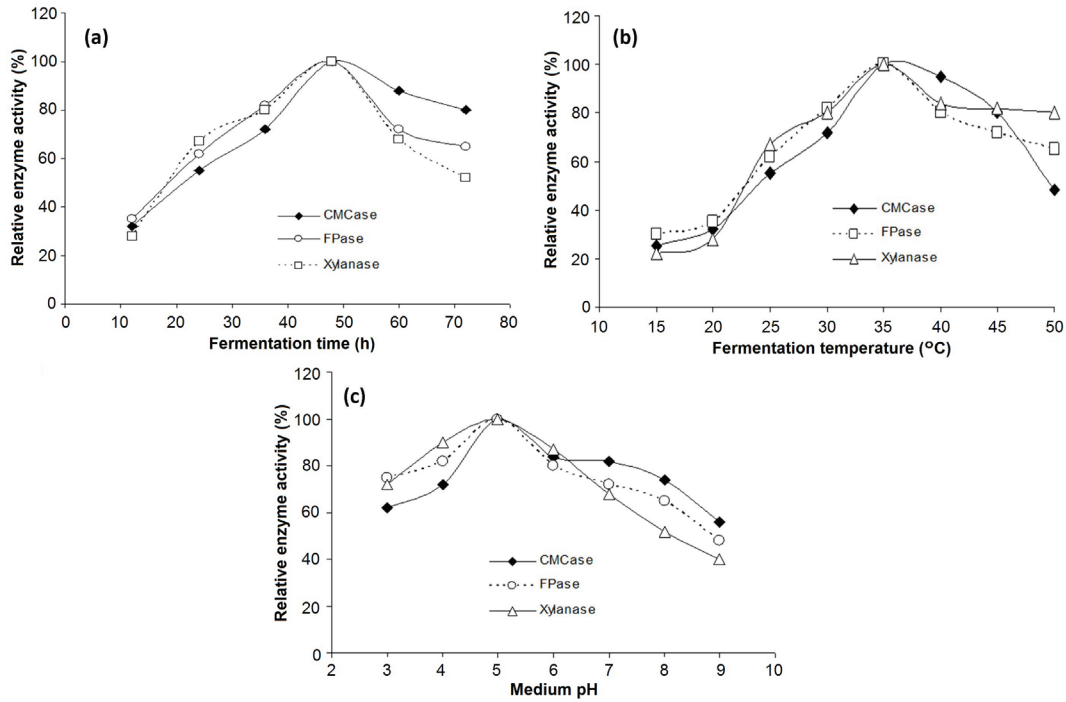 (a)
Relative enzyme activity (%)
120
100
80
60
40
20
0
CMCase
FPase
Xylanase
0 10 20 30 40 50 60 70 80
Fermentation time (h)
(b)
Relative enzyme activity (%)
120
100
80
60
40
20
0
CMCase
FPase
Xylanase
10 15 20 25 30 35 40 45 50
Fermentation temperature (OC)
(c)
Relative enzyme activity (%)
120
100
80
60
40
20
0
CMCase
FPase
Xylanase
2 3 4 5 6 7 8 9 10
Medium pH